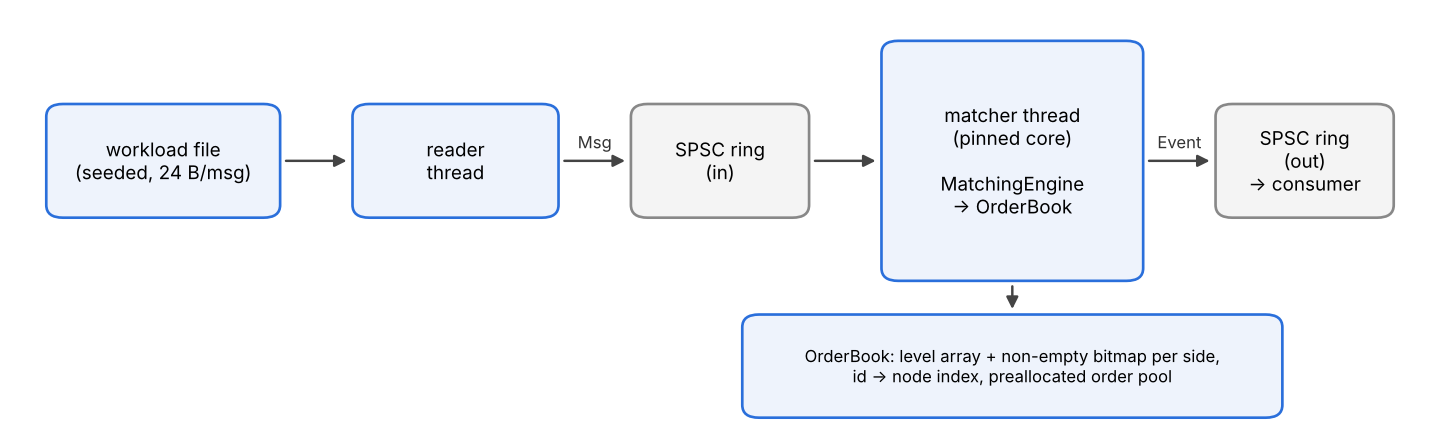 workload file
(seeded, 24 B/msg)
reader
thread
Msg
SPSC ring
(in)
matcher thread
(pinned core)
MatchingEngine
→ OrderBook
Event
SPSC ring
(out)
→ consumer
OrderBook: level array + non-empty bitmap per side,
id → node index, preallocated order pool